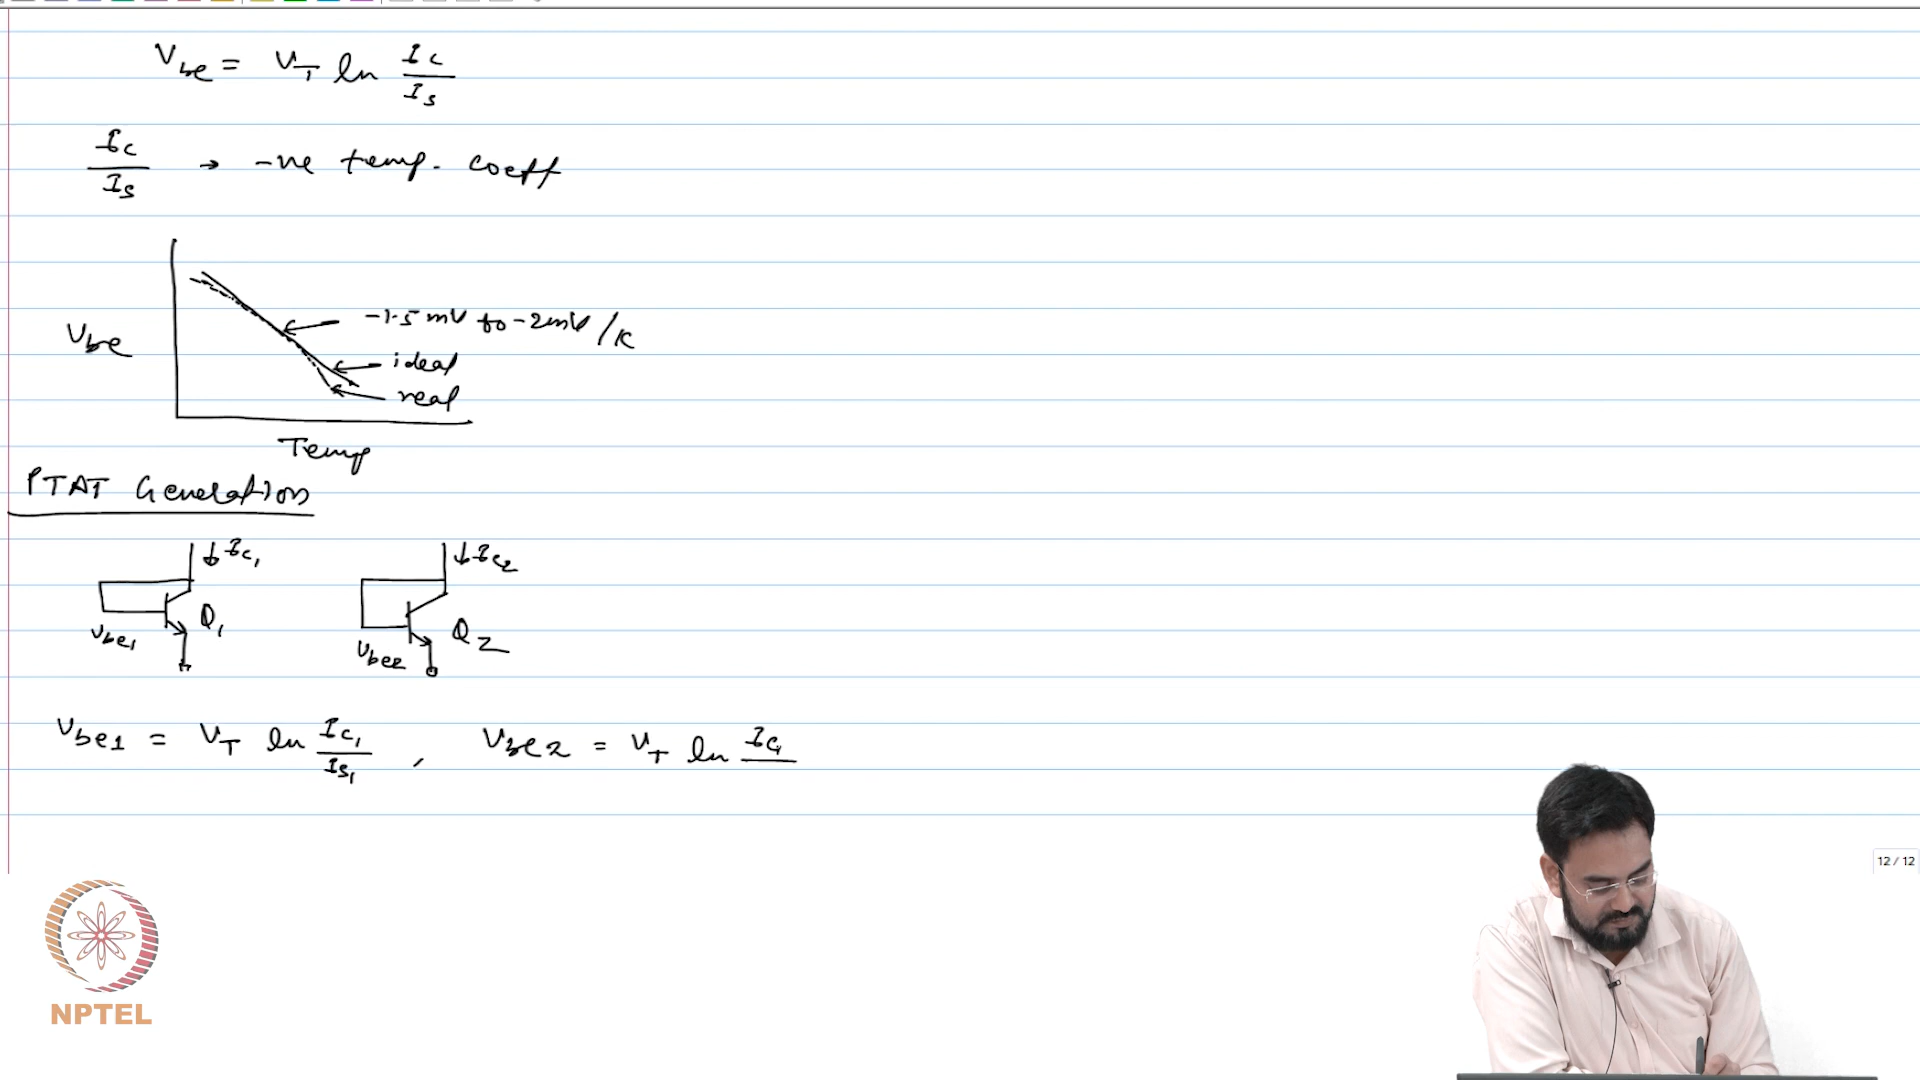 Vbe = VT ln Ic/Is
Ic/Is → -ve temp. coeff
-1.5 mV to -2mV/K
ideal
real
Vbe
Temp
PTAT Generation
↓Ic1 ↓Ic2
Q1 Q2
Vbe1 Vbe2
Vbe1 = VT ln Ic1/Is1 , Vbe2 = VT ln Ic1/
12 / 12
NPTEL